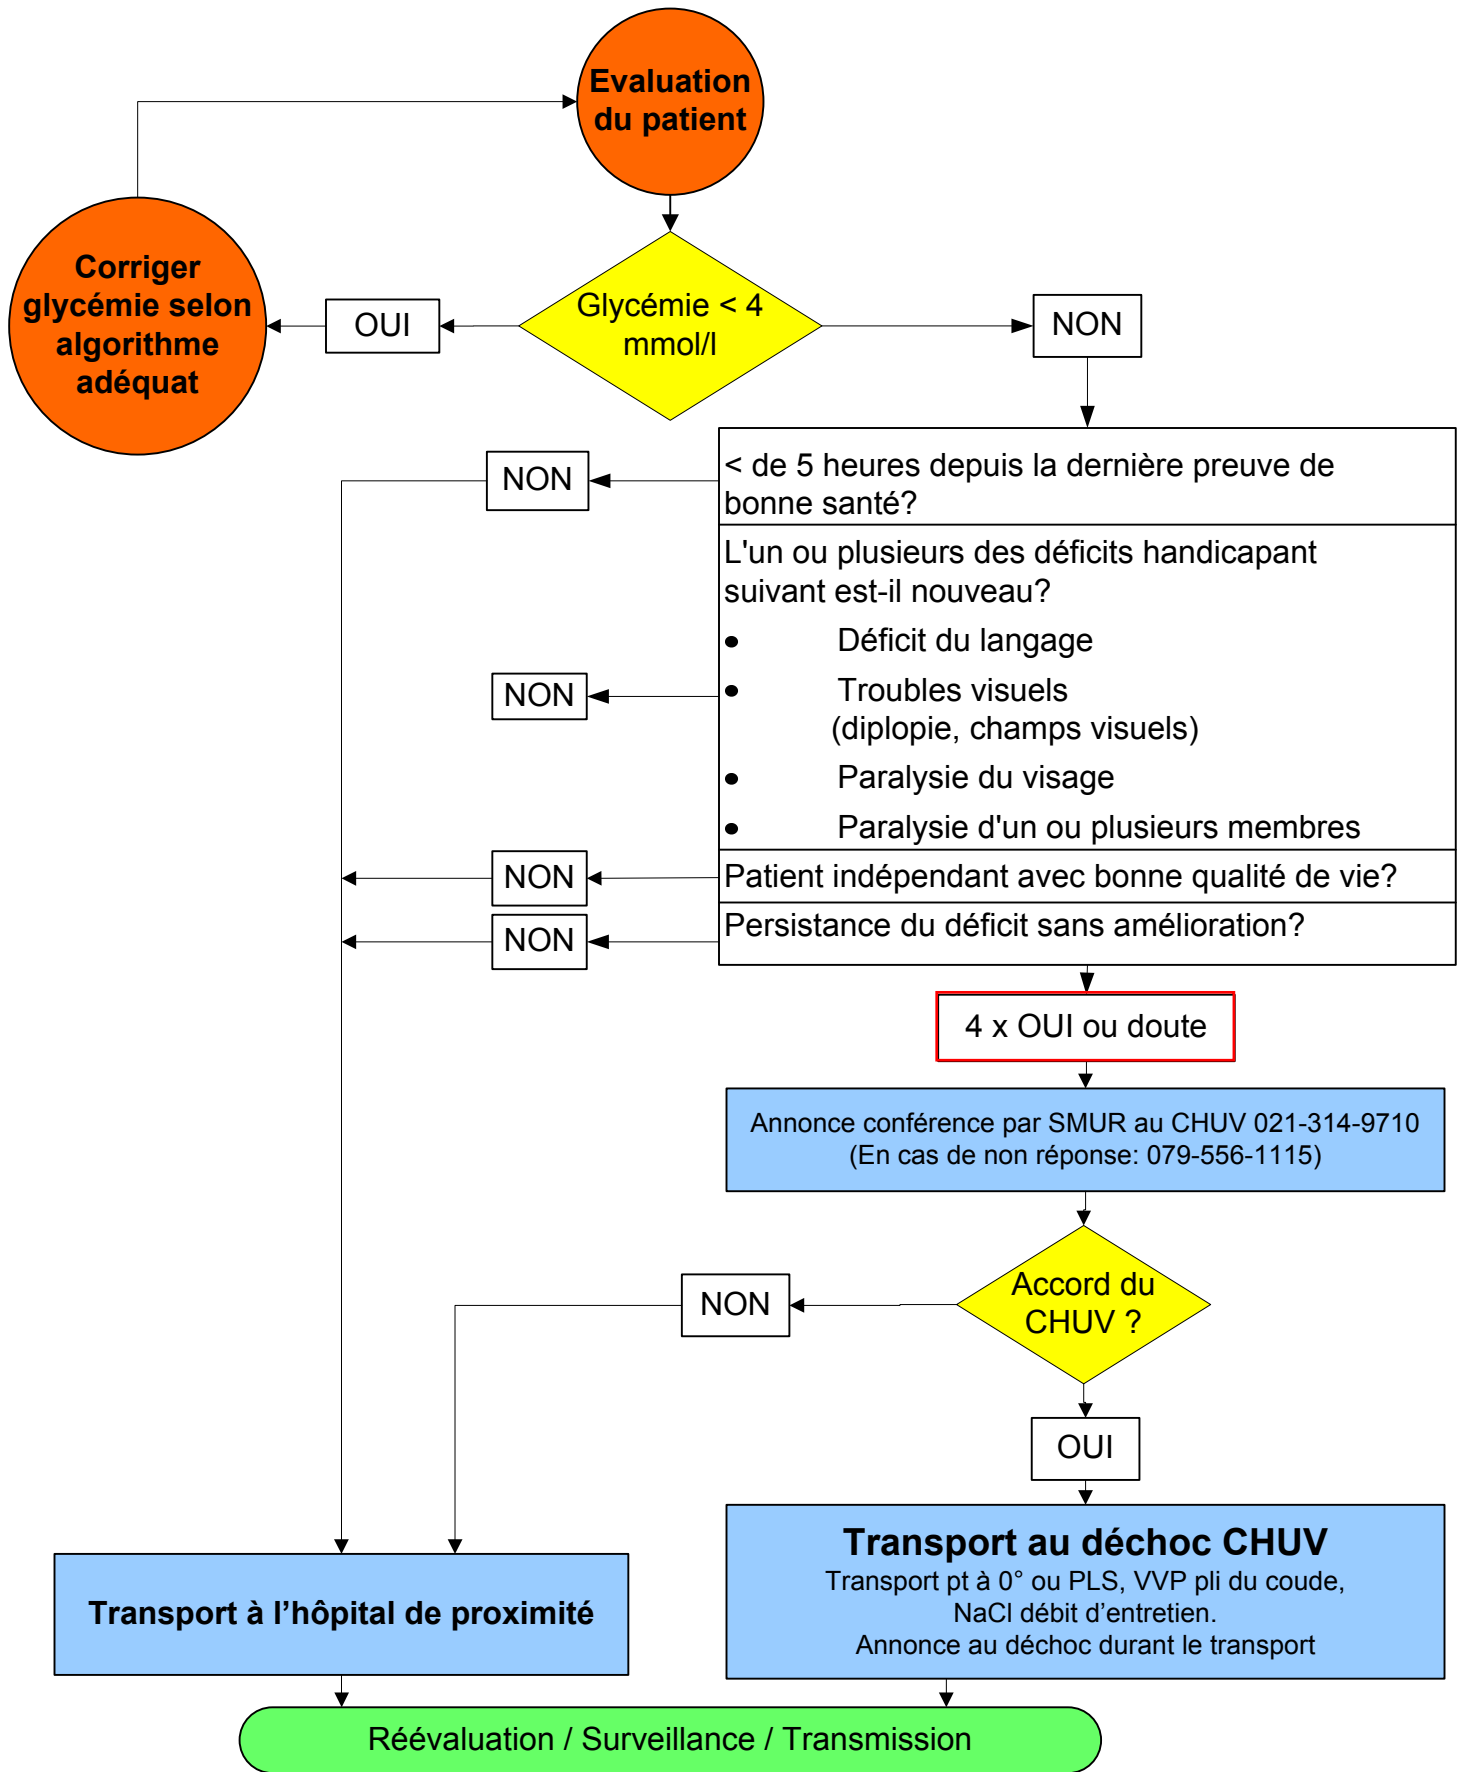 Evaluation
du patient
Corriger
glycémie selon
algorithme
adéquat
OUI
Glycémie < 4
mmol/l
NON
NON
< de 5 heures depuis la dernière preuve de
bonne santé?
L'un ou plusieurs des déficits handicapant
suivant est-il nouveau?
• Déficit du langage
NON
• Troubles visuels
(diplopie, champs visuels)
• Paralysie du visage
• Paralysie d'un ou plusieurs membres
NON
Patient indépendant avec bonne qualité de vie?
NON
Persistance du déficit sans amélioration?
4 x OUI ou doute
Annonce conférence par SMUR au CHUV 021-314-9710
(En cas de non réponse: 079-556-1115)
NON
Accord du
CHUV ?
OUI
Transport à l’hôpital de proximité
Transport au déchoc CHUV
Transport pt à 0° ou PLS, VVP pli du coude,
NaCl débit d’entretien.
Annonce au déchoc durant le transport
Réévaluation / Surveillance / Transmission